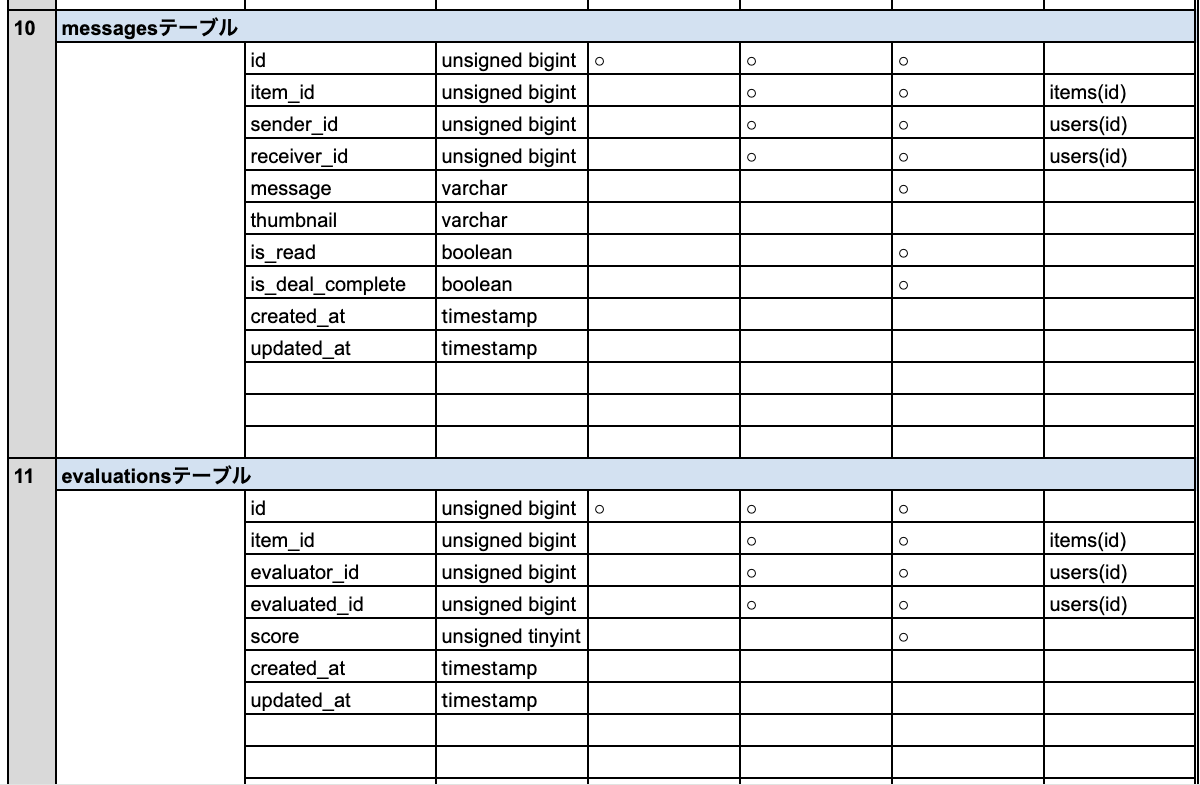 10 messagesテーブル
id unsigned bigint ○ ○ ○
item_id unsigned bigint ○ ○ items(id)
sender_id unsigned bigint ○ ○ users(id)
receiver_id unsigned bigint ○ ○ users(id)
message varchar ○
thumbnail varchar
is_read boolean ○
is_deal_complete boolean ○
created_at timestamp
updated_at timestamp
11 evaluationsテーブル
id unsigned bigint ○ ○ ○
item_id unsigned bigint ○ ○ items(id)
evaluator_id unsigned bigint ○ ○ users(id)
evaluated_id unsigned bigint ○ ○ users(id)
score unsigned tinyint ○
created_at timestamp
updated_at timestamp